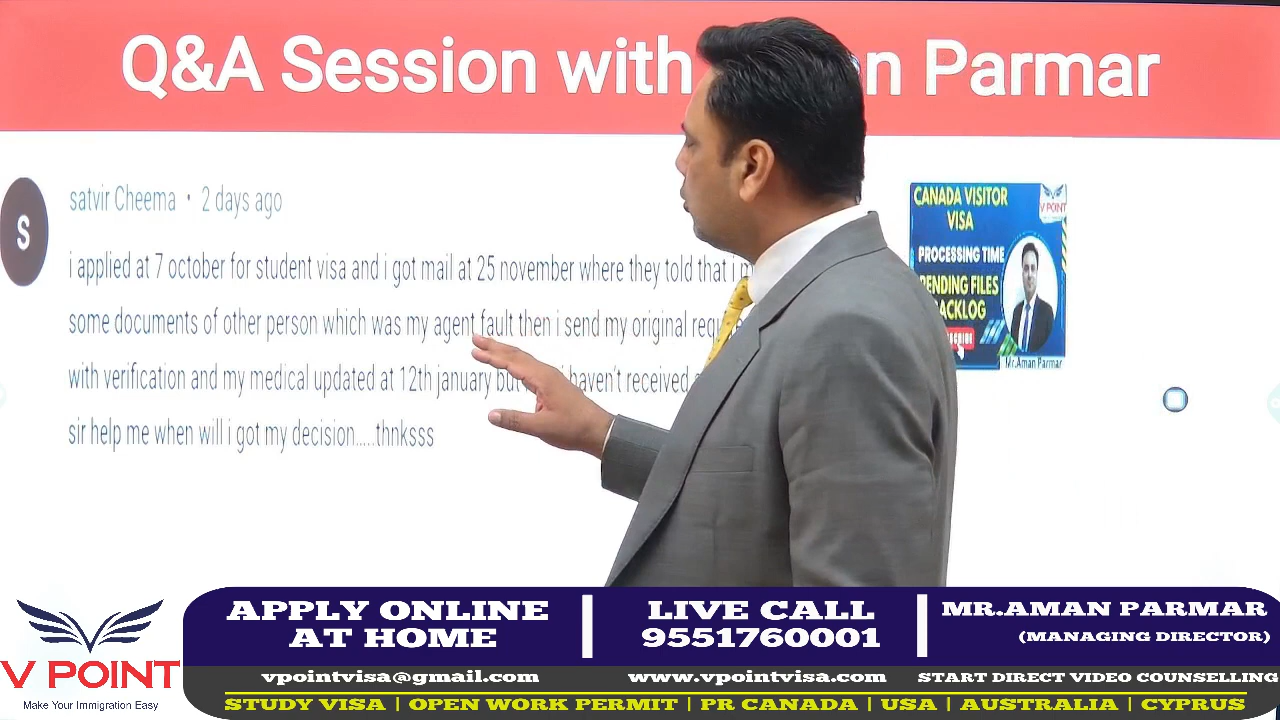 Q&A Session with n Parmar
S
satvir Cheema • 2 days ago
i applied at 7 october for student visa and i got mail at 25 november where they told that i
some documents of other person which was my agent fault then i send my original
with verification and my medical updated at 12th january but i haven't received
sir help me when will i got my decision.....thnksss
CANADA VISITOR
VISA
V POINT
PROCESSING TIME
PENDING FILES
BACKLOG
Mr.Aman Parmar
V POINT
Make Your Immigration Easy
APPLY ONLINE
AT HOME
LIVE CALL
9551760001
MR.AMAN PARMAR
(MANAGING DIRECTOR)
vpointvisa@gmail.com
www.vpointvisa.com
START DIRECT VIDEO COUNSELLING
STUDY VISA | OPEN WORK PERMIT | PR CANADA | USA | AUSTRALIA | CYPRUS